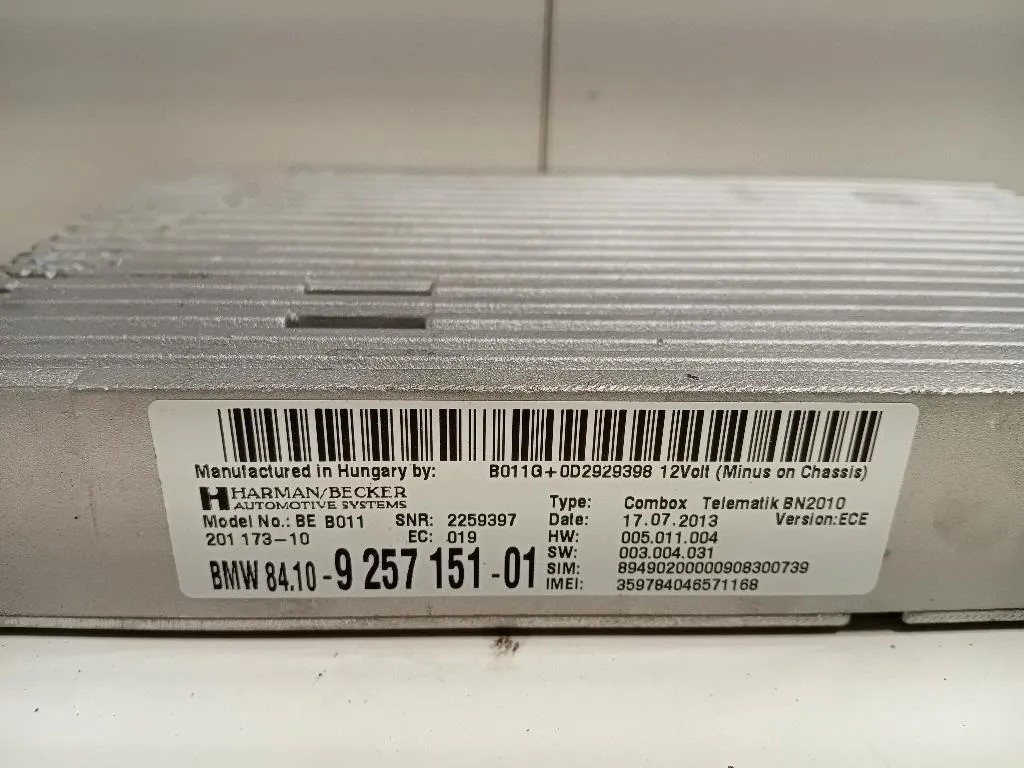 Manufactured in Hungary by: B011G+0D2929398 12Volt (Minus on Chassis)
HARMAN/BECKER
AUTOMOTIVE SYSTEMS
Type: Combox Telematik BN2010
Model No.: BE B011 SNR: 2259397 Date: 17.07.2013 Version:ECE
201 173-10 EC: 019 HW: 005.011.004
SW: 003.004.031
BMW 84.10-9 257 151-01 SIM: 89490200000908300739
IMEI: 359784046571168